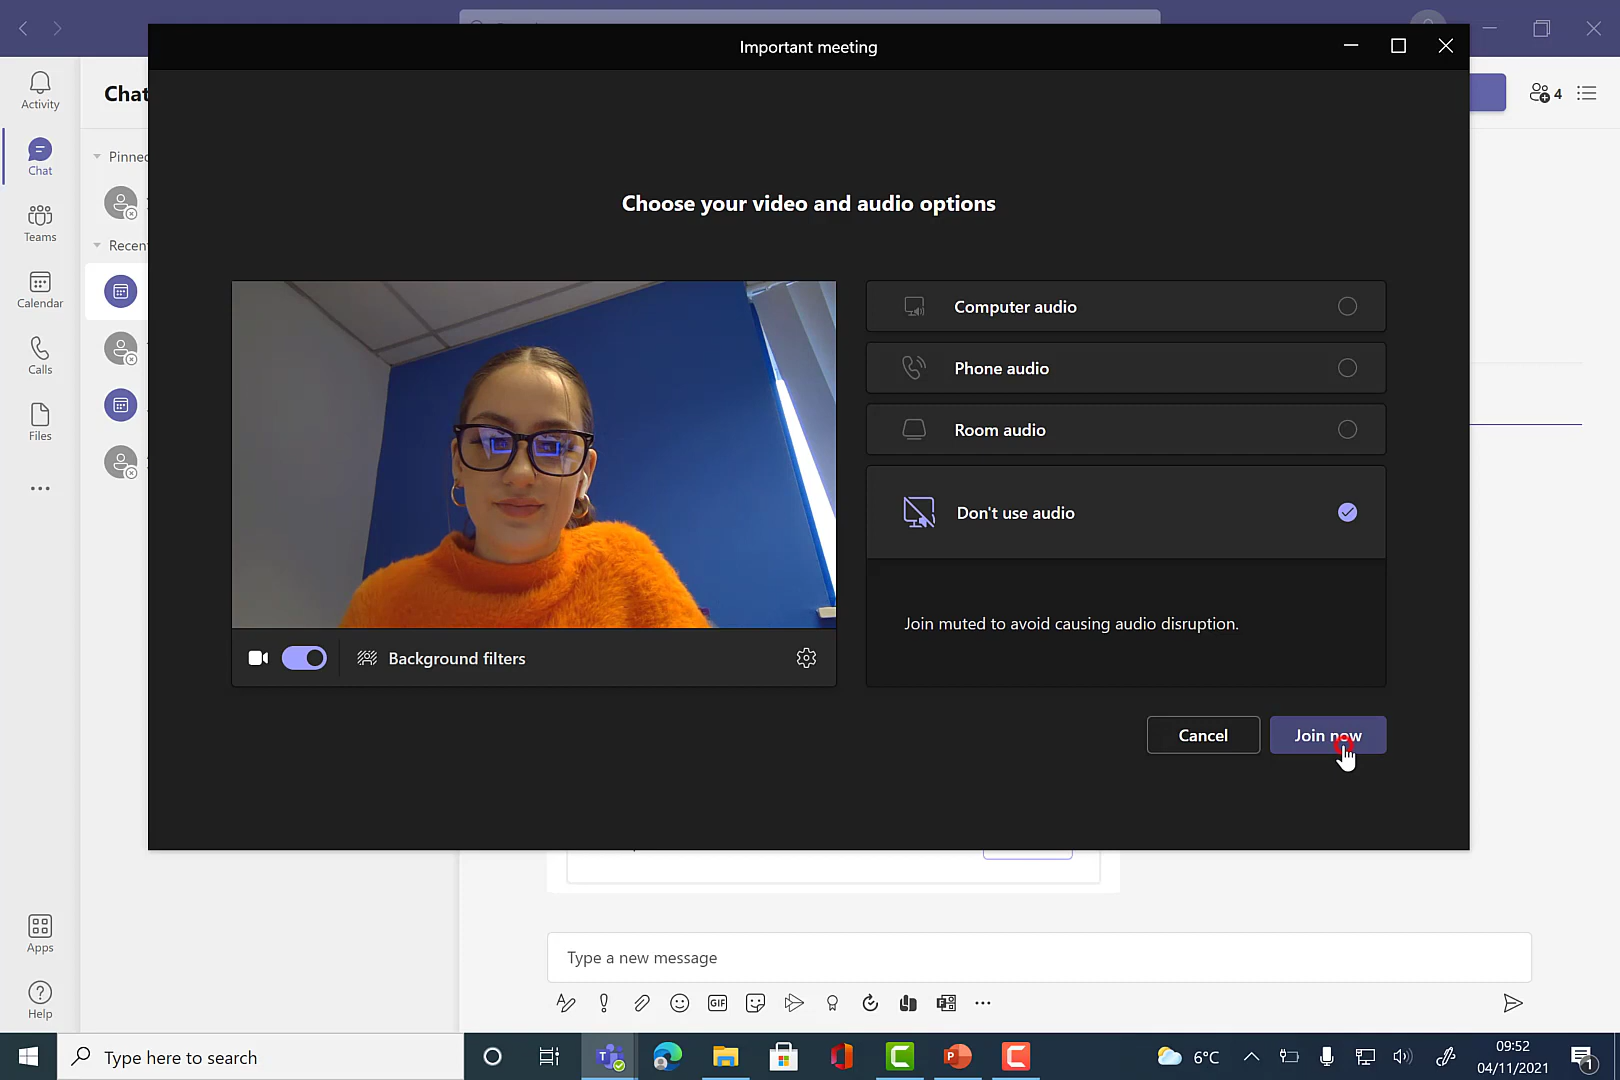 Important meeting
Activity
Chat
Teams
Calendar
Calls
Files
Apps
Help
Chat
Pinned
Recent
4
Choose your video and audio options
Computer audio
Phone audio
Room audio
Don't use audio
Join muted to avoid causing audio disruption.
Background filters
Cancel
Join now
Type a new message
GIF
Type here to search
6°C
09:52
04/11/2021
1